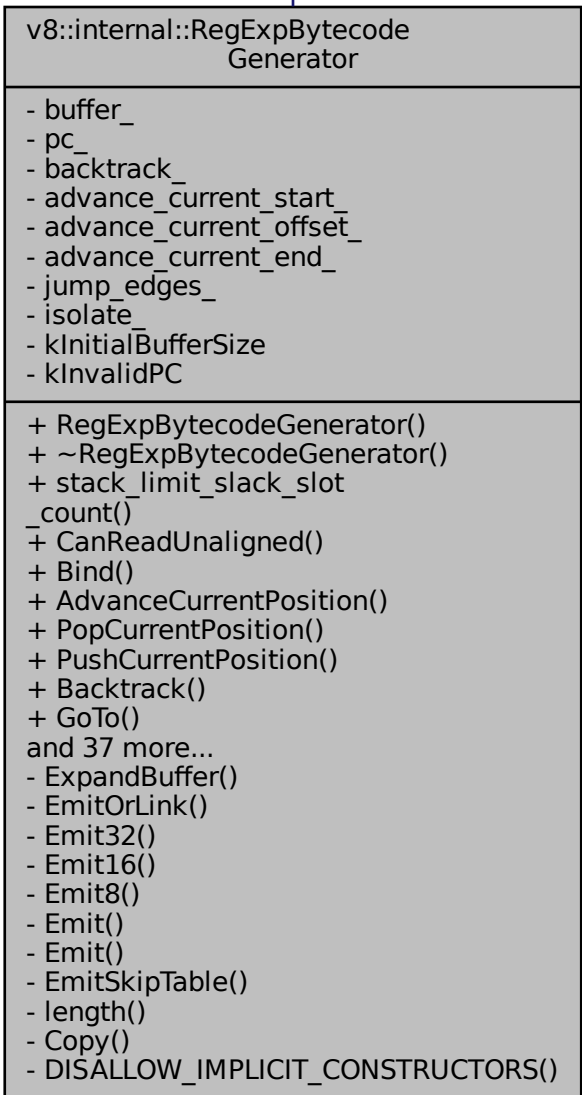 v8::internal::RegExpBytecode
Generator
- buffer_
- pc_
- backtrack_
- advance_current_start_
- advance_current_offset_
- advance_current_end_
- jump_edges_
- isolate_
- kInitialBufferSize
- kInvalidPC
+ RegExpBytecodeGenerator()
+ ~RegExpBytecodeGenerator()
+ stack_limit_slack_slot
_count()
+ CanReadUnaligned()
+ Bind()
+ AdvanceCurrentPosition()
+ PopCurrentPosition()
+ PushCurrentPosition()
+ Backtrack()
+ GoTo()
and 37 more...
- ExpandBuffer()
- EmitOrLink()
- Emit32()
- Emit16()
- Emit8()
- Emit()
- Emit()
- EmitSkipTable()
- length()
- Copy()
- DISALLOW_IMPLICIT_CONSTRUCTORS()